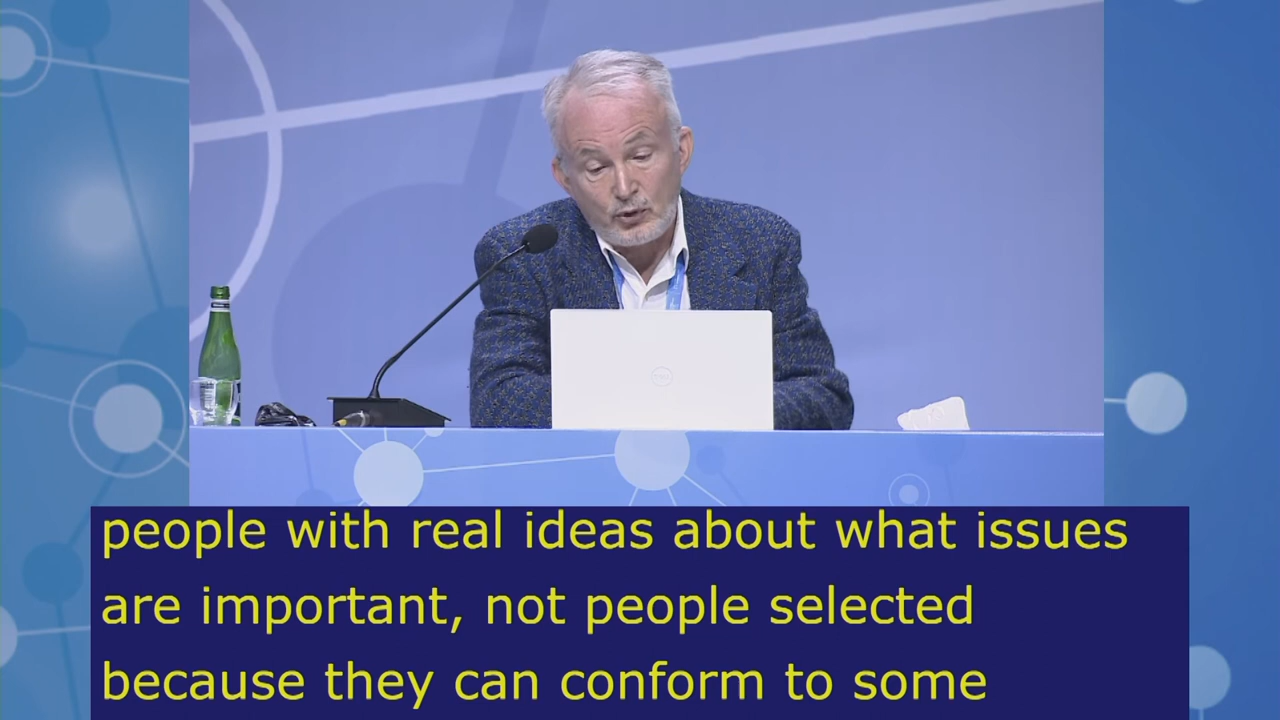 people with real ideas about what issues
are important, not people selected
because they can conform to some